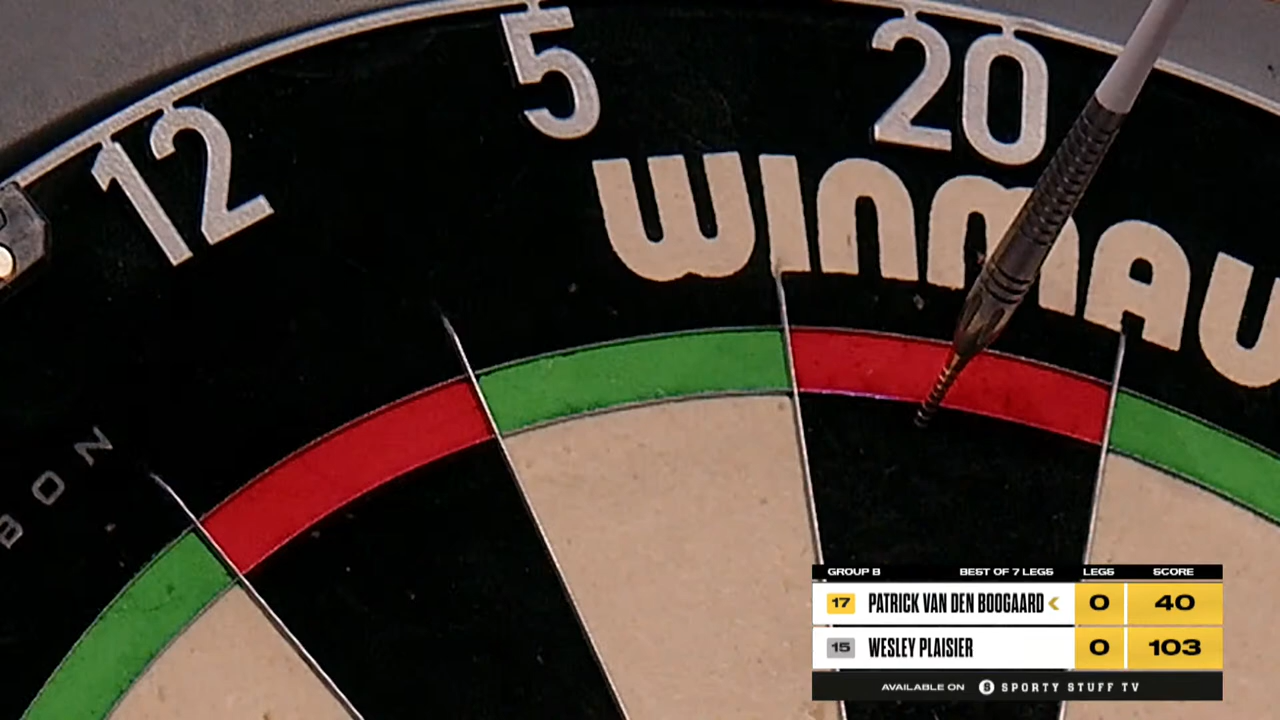 5
20
12
WINMAU
BON
GROUP B BEST OF 7 LEGS LEGS SCORE
17 PATRICK VAN DEN BOOGAARD 0 40
15 WESLEY PLAISIER 0 103
AVAILABLE ON S SPORTY STUFF TV